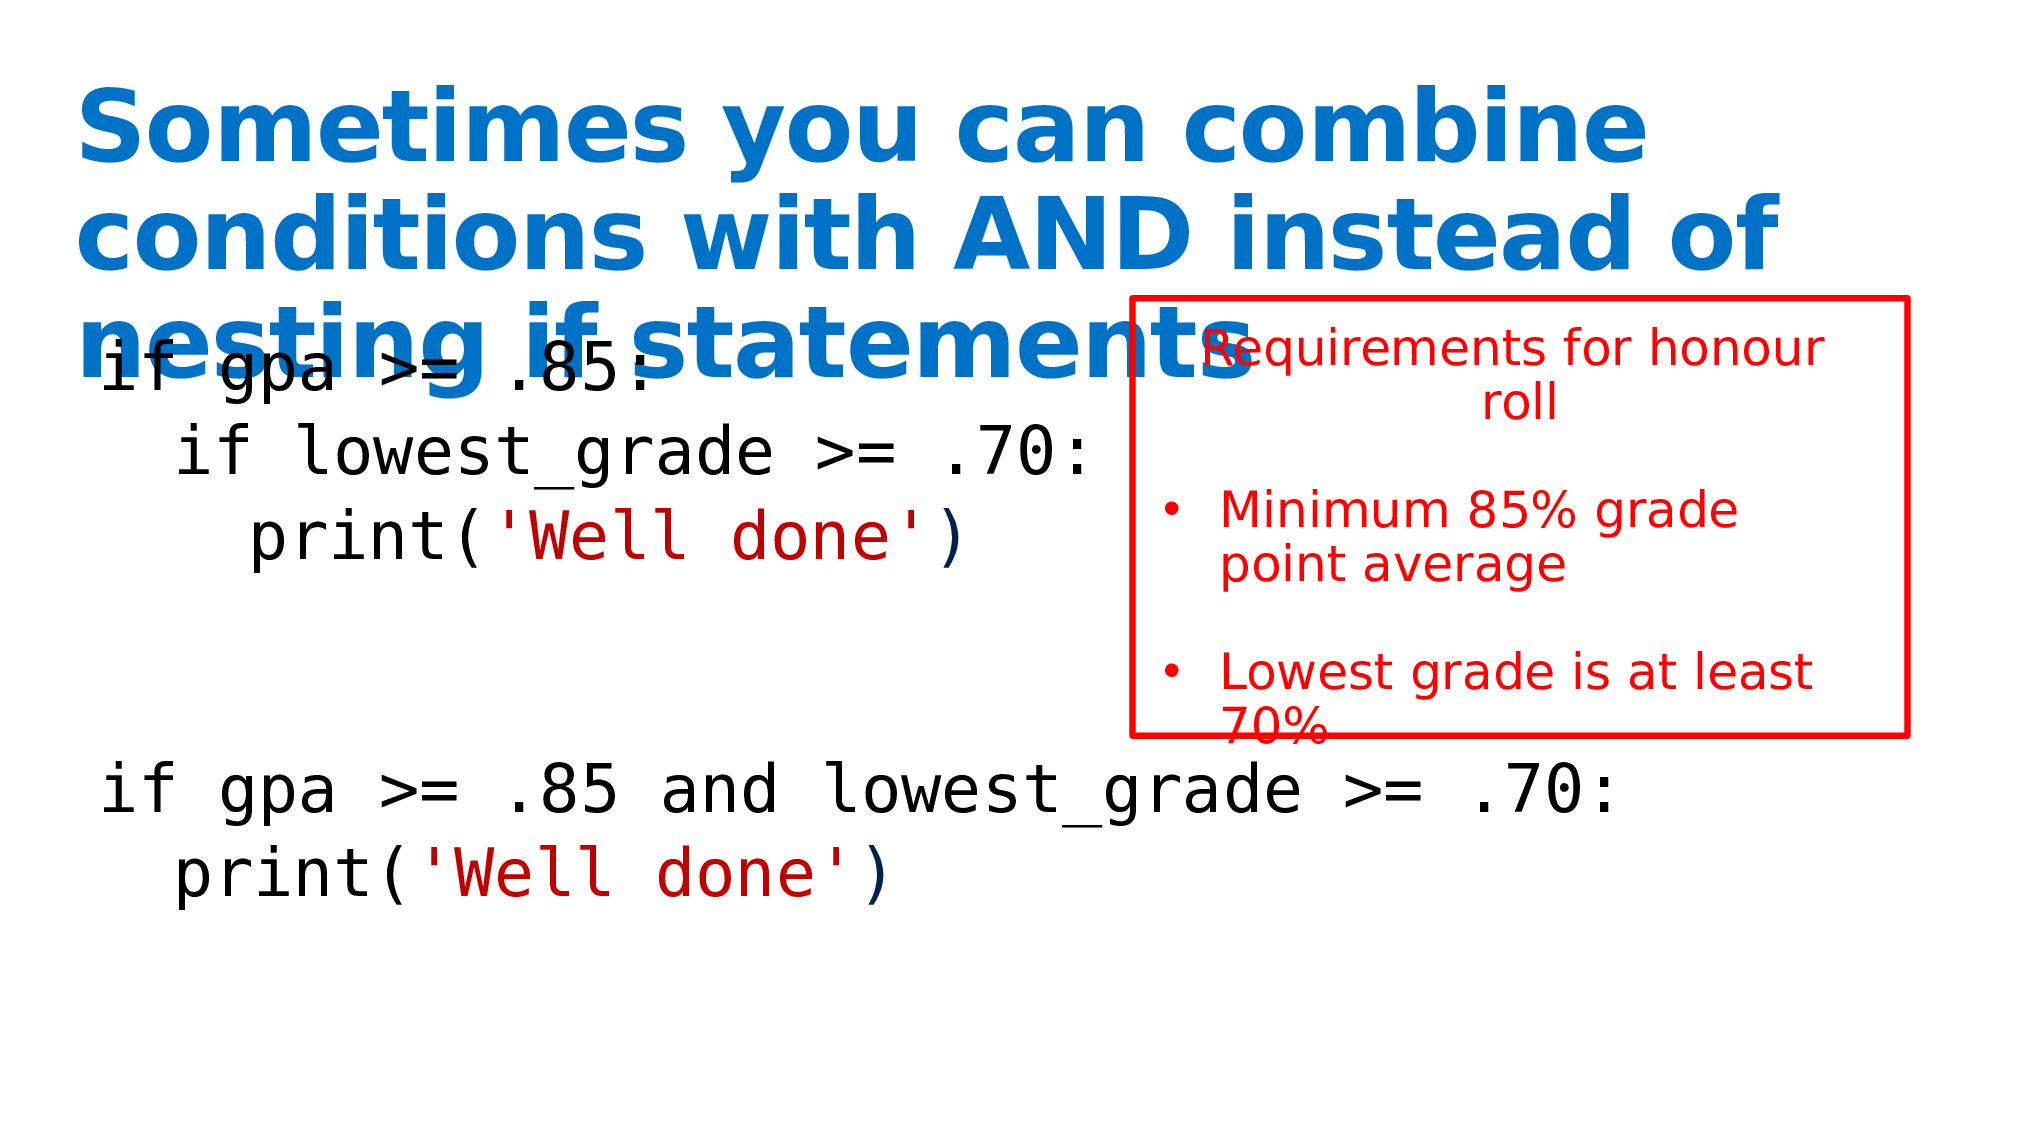 Sometimes you can combine
conditions with AND instead of
nesting if statements
if gpa >= .85:
if lowest_grade >= .70:
print('Well done')
Requirements for honour
roll
• Minimum 85% grade
point average
• Lowest grade is at least
70%
if gpa >= .85 and lowest_grade >= .70:
print('Well done')